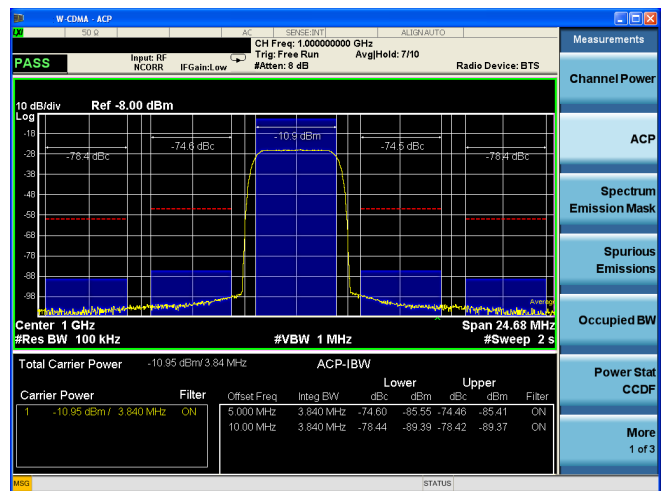 W-CDMA - ACP
50 Ω AC SENSE:INT ALIGN AUTO
CH Freq: 1.000000000 GHz
PASS Input: RF Trig: Free Run Avg|Hold: 7/10
NCORR IFGain:Low #Atten: 8 dB Radio Device: BTS
10 dB/div Ref -8.00 dBm
Log
-18
-28
-38
-48
-58
-68
-78
-88
-98
-78.4 dBc -74.6 dBc -10.9 dBm -74.5 dBc -78.4 dBc
Average
Center 1 GHz Span 24.68 MHz
#Res BW 100 kHz #VBW 1 MHz #Sweep 2 s
Total Carrier Power -10.95 dBm/ 3.84 MHz ACP-IBW
Lower Upper
Carrier Power Filter Offset Freq Integ BW dBc dBm dBc dBm Filter
1 -10.95 dBm / 3.840 MHz ON 5.000 MHz 3.840 MHz -74.60 -85.55 -74.46 -85.41 ON
10.00 MHz 3.840 MHz -78.44 -89.39 -78.42 -89.37 ON
MSG STATUS
Measurements
Channel Power
ACP
Spectrum
Emission Mask
Spurious
Emissions
Occupied BW
Power Stat
CCDF
More
1 of 3